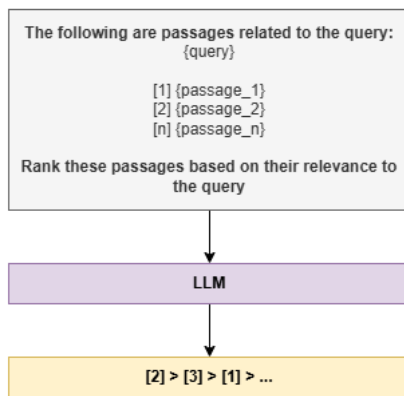 The following are passages related to the query:
{query}
[1] {passage_1}
[2] {passage_2}
[n] {passage_n}
Rank these passages based on their relevance to
the query
LLM
[2] > [3] > [1] > ...